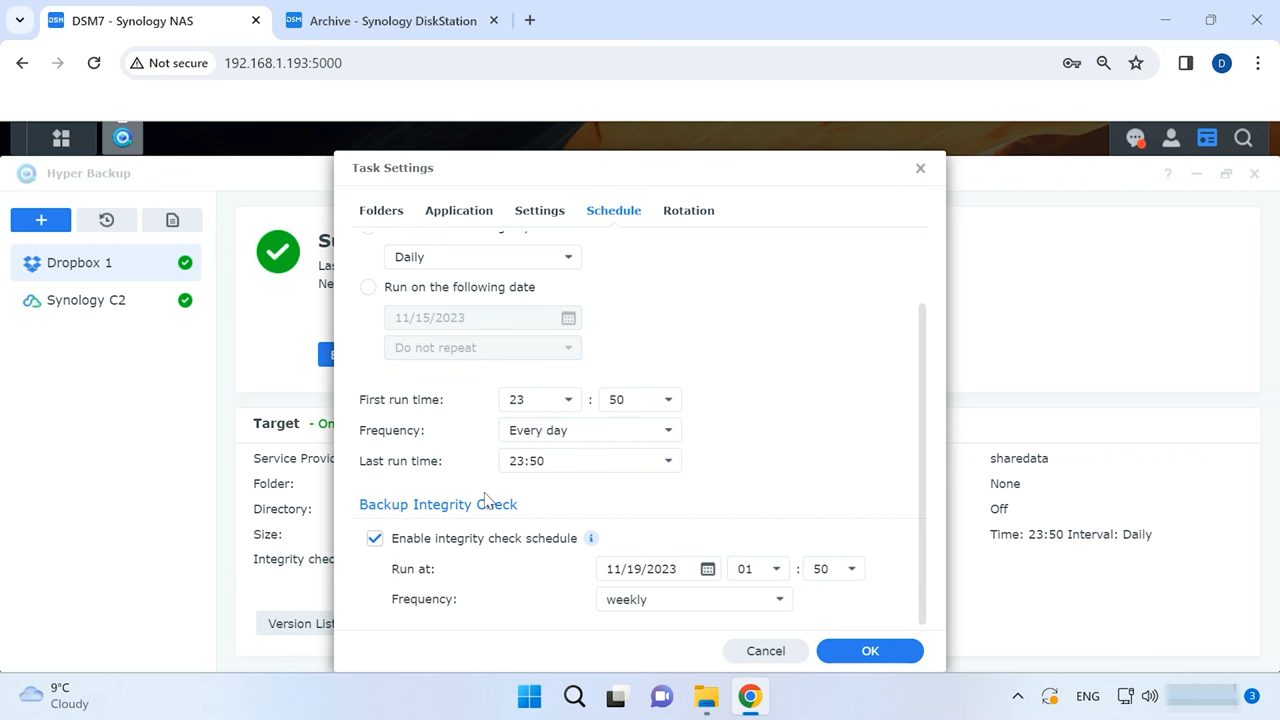 DSM7 - Synology NAS
Archive - Synology DiskStation
Not secure
192.168.1.193:5000
D
Hyper Backup
Task Settings
Folders
Application
Settings
Schedule
Rotation
Daily
Dropbox 1
Run on the following date
Synology C2
11/15/2023
Do not repeat
First run time:
23
:
50
Target
Frequency:
Every day
Service Provi
Last run time:
23:50
sharedata
Folder:
None
Directory:
Backup Integrity Check
Off
Size:
Enable integrity check schedule
Time: 23:50 Interval: Daily
Integrity chec
Run at:
11/19/2023
01
:
50
Frequency:
weekly
Version List
Cancel
OK
9°C
Cloudy
ENG
3